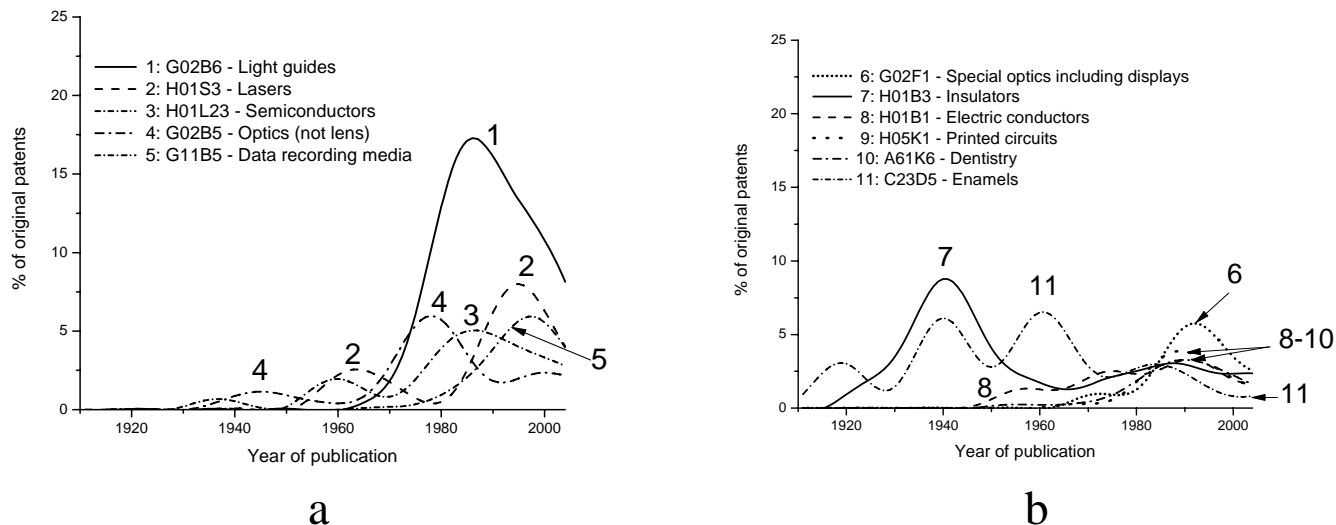 25
20
15
10
5
0
% of original patents
1: G02B6 - Light guides
2: H01S3 - Lasers
3: H01L23 - Semiconductors
4: G02B5 - Optics (not lens)
5: G11B5 - Data recording media
1
2
4
3
2
4
5
1920
1940
1960
1980
2000
Year of publication
a
25
20
15
10
5
0
% of original patents
6: G02F1 - Special optics including displays
7: H01B3 - Insulators
8: H01B1 - Electric conductors
9: H05K1 - Printed circuits
10: A61K6 - Dentistry
11: C23D5 - Enamels
7
11
6
8-10
8
11
1920
1940
1960
1980
2000
Year of publication
b